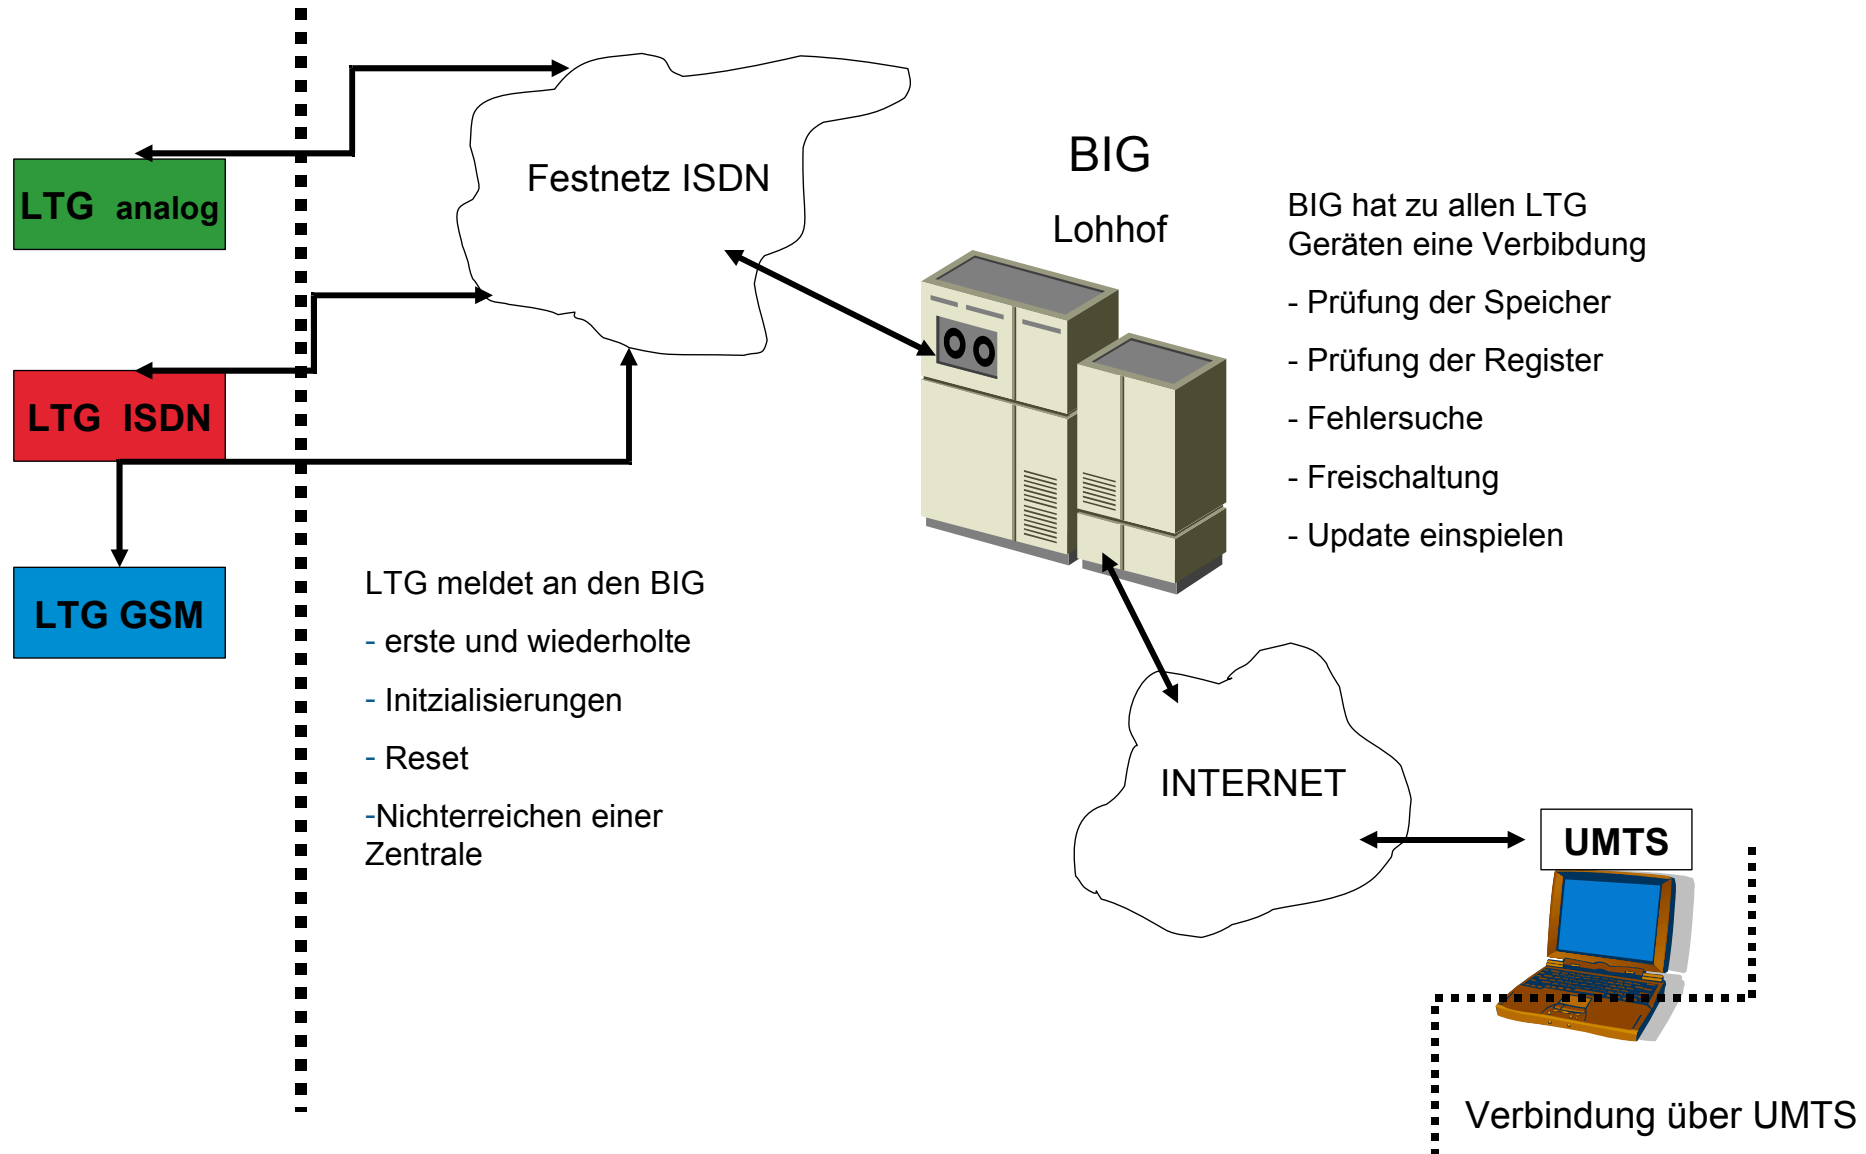 Festnetz ISDN
LTG analog
LTG ISDN
LTG GSM
BIG
Lohhof
BIG hat zu allen LTG
Geräten eine Verbibdung
- Prüfung der Speicher
- Prüfung der Register
- Fehlersuche
- Freischaltung
- Update einspielen
LTG meldet an den BIG
- erste und wiederholte
- Initzialisierungen
- Reset
-Nichterreichen einer
Zentrale
INTERNET
UMTS
Verbindung über UMTS